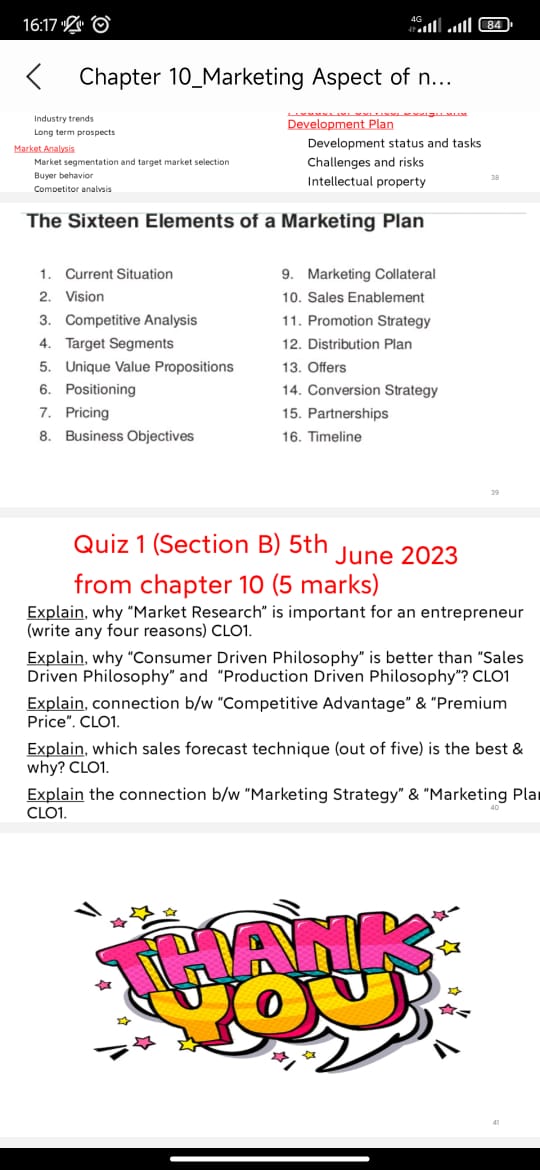 16:17
4G
84
Chapter 10_Marketing Aspect of n...
Industry trends
Long term prospects
Market Analysis
Market segmentation and target market selection
Buyer behavior
Competitor analysis
Development Plan
Development status and tasks
Challenges and risks
Intellectual property
38
The Sixteen Elements of a Marketing Plan
1. Current Situation
2. Vision
3. Competitive Analysis
4. Target Segments
5. Unique Value Propositions
6. Positioning
7. Pricing
8. Business Objectives
9. Marketing Collateral
10. Sales Enablement
11. Promotion Strategy
12. Distribution Plan
13. Offers
14. Conversion Strategy
15. Partnerships
16. Timeline
39
Quiz 1 (Section B) 5th June 2023
from chapter 10 (5 marks)
Explain, why “Market Research” is important for an entrepreneur
(write any four reasons) CLO1.
Explain, why “Consumer Driven Philosophy” is better than “Sales
Driven Philosophy” and “Production Driven Philosophy”? CLO1
Explain, connection b/w “Competitive Advantage” & “Premium
Price”. CLO1.
Explain, which sales forecast technique (out of five) is the best &
why? CLO1.
Explain the connection b/w “Marketing Strategy” & “Marketing Pla
CLO1.
40
THANK
YOU
41